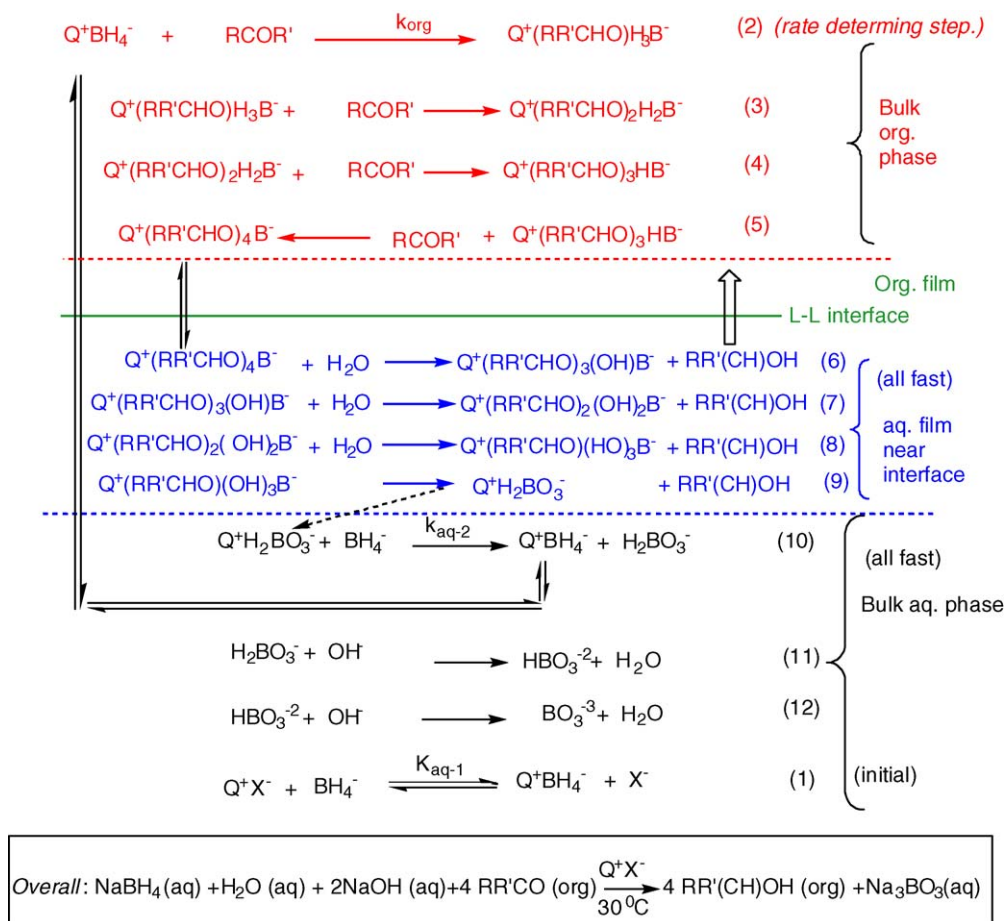 Q⁺BH₄⁻ + RCOR' k_org Q⁺(RR'CHO)H₃B⁻ (2) (rate determing step.)
Q⁺(RR'CHO)H₃B⁻ + RCOR' Q⁺(RR'CHO)₂H₂B⁻ (3)
Bulk org. phase
Q⁺(RR'CHO)₂H₂B⁻ + RCOR' Q⁺(RR'CHO)₃HB⁻ (4)
Q⁺(RR'CHO)₄B⁻ RCOR' + Q⁺(RR'CHO)₃HB⁻ (5)
Org. film
L-L interface
Q⁺(RR'CHO)₄B⁻ + H₂O Q⁺(RR'CHO)₃(OH)B⁻ + RR'(CH)OH (6)
(all fast)
Q⁺(RR'CHO)₃(OH)B⁻ + H₂O Q⁺(RR'CHO)₂(OH)₂B⁻ + RR'(CH)OH (7)
aq. film near interface
Q⁺(RR'CHO)₂( OH)₂B⁻ + H₂O Q⁺(RR'CHO)(HO)₃B⁻ + RR'(CH)OH (8)
Q⁺(RR'CHO)(OH)₃B⁻ Q⁺H₂BO₃⁻ + RR'(CH)OH (9)
Q⁺H₂BO₃⁻ + BH₄⁻ k_aq-2 Q⁺BH₄⁻ + H₂BO₃⁻ (10)
(all fast)
Bulk aq. phase
H₂BO₃⁻ + OH⁻ HBO₃⁻² + H₂O (11)
HBO₃⁻² + OH⁻ BO₃⁻³ + H₂O (12)
Q⁺X⁻ + BH₄⁻ K_aq-1 Q⁺BH₄⁻ + X⁻ (1) (initial)
Overall : NaBH₄ (aq) +H₂O (aq) + 2NaOH (aq)+4 RR'CO (org) Q⁺X⁻ 30 ⁰C 4 RR'(CH)OH (org) +Na₃BO₃(aq)